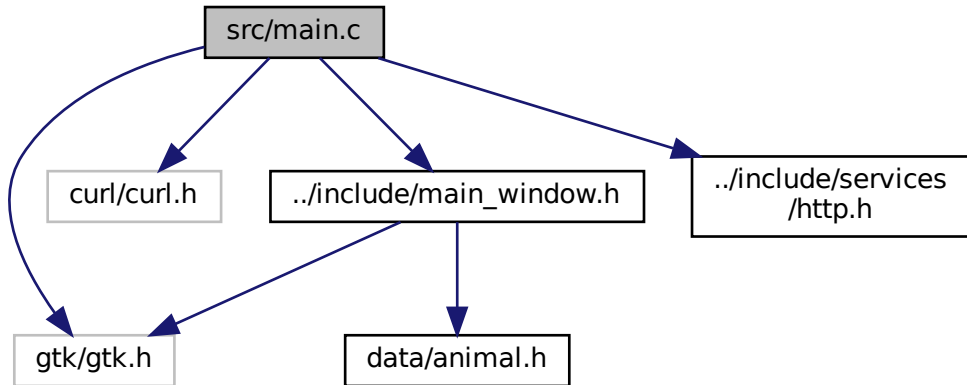 src/main.c
curl/curl.h
../include/main_window.h
../include/services
/http.h
gtk/gtk.h
data/animal.h